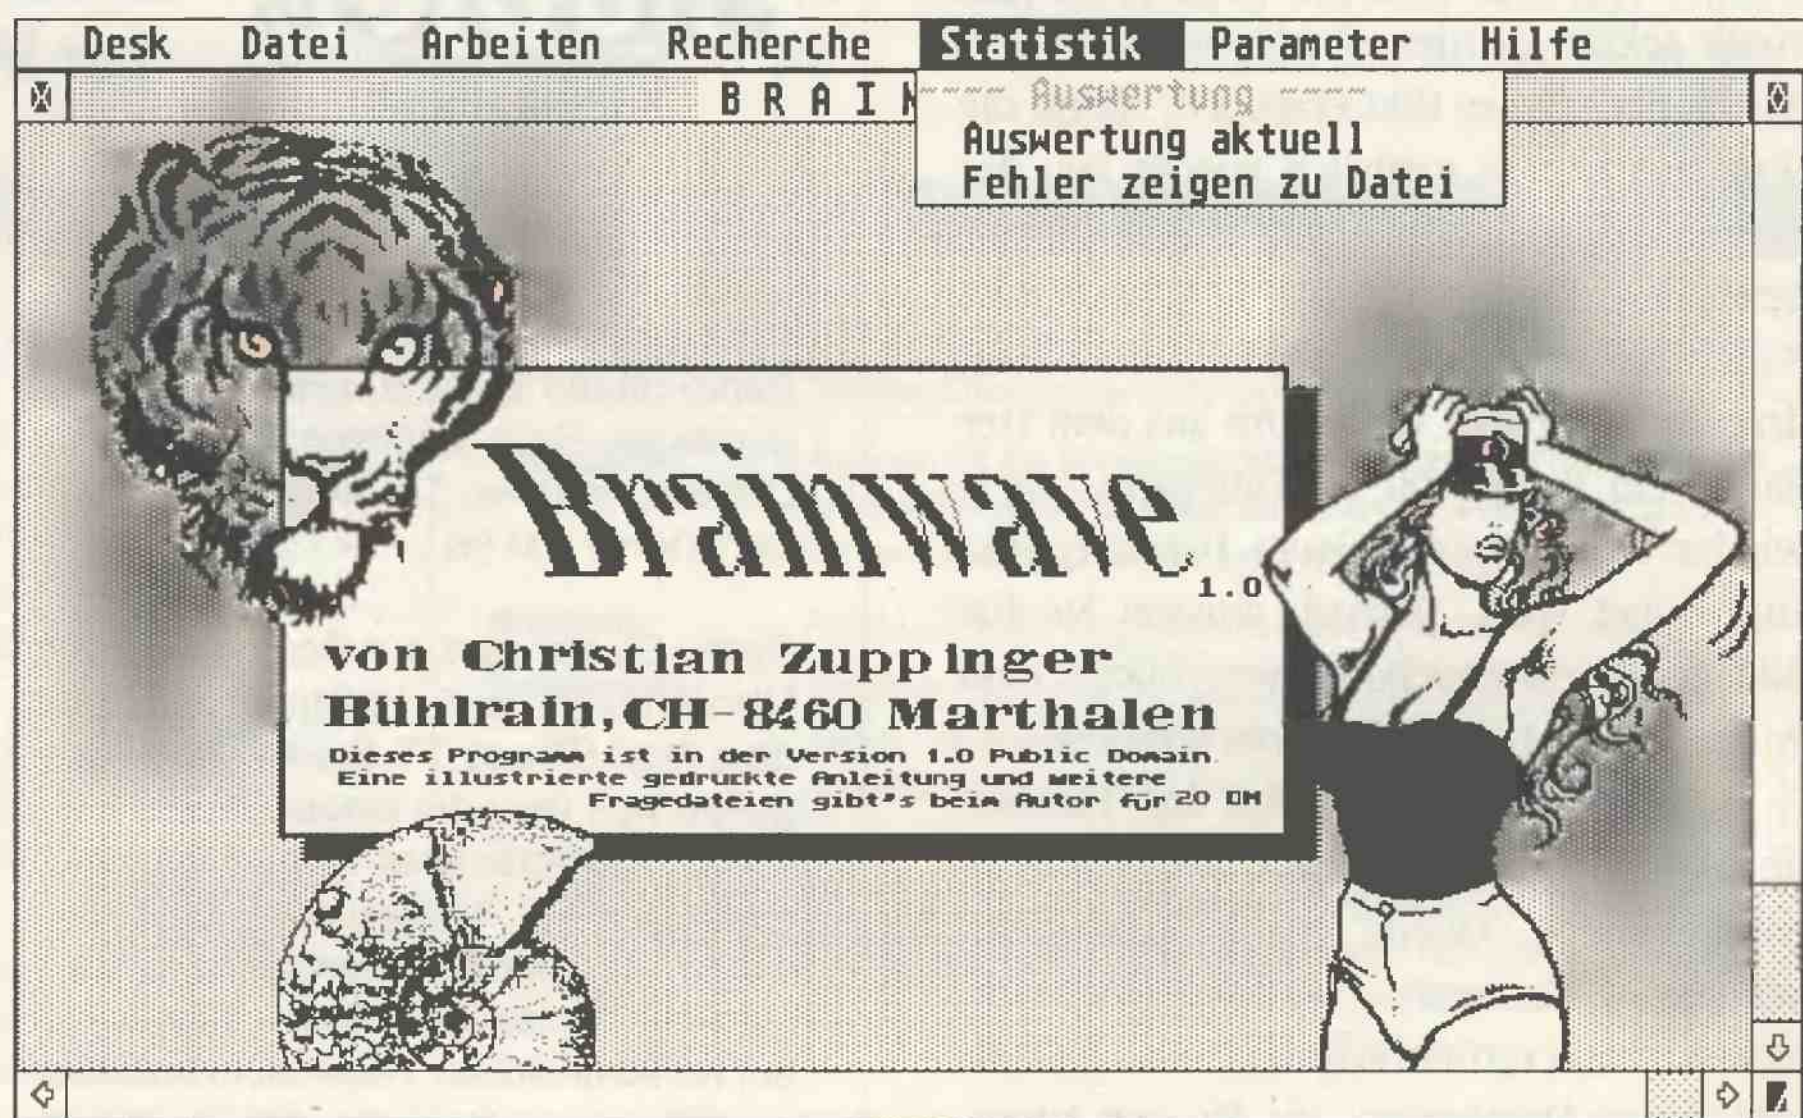 Desk Datei Arbeiten Recherche Statistik Parameter Hilfe
B R A I N
~~~~ Auswertung ~~~~
Auswertung aktuell
Fehler zeigen zu Datei
Brainwave
1.0
von Christian Zuppinger
Bühlrain, CH-8460 Marthalen
Dieses Programm ist in der Version 1.0 Public Domain.
Eine illustrierte gedruckte Anleitung und weitere
Fragedateien gibt's beim Autor für 20 DM